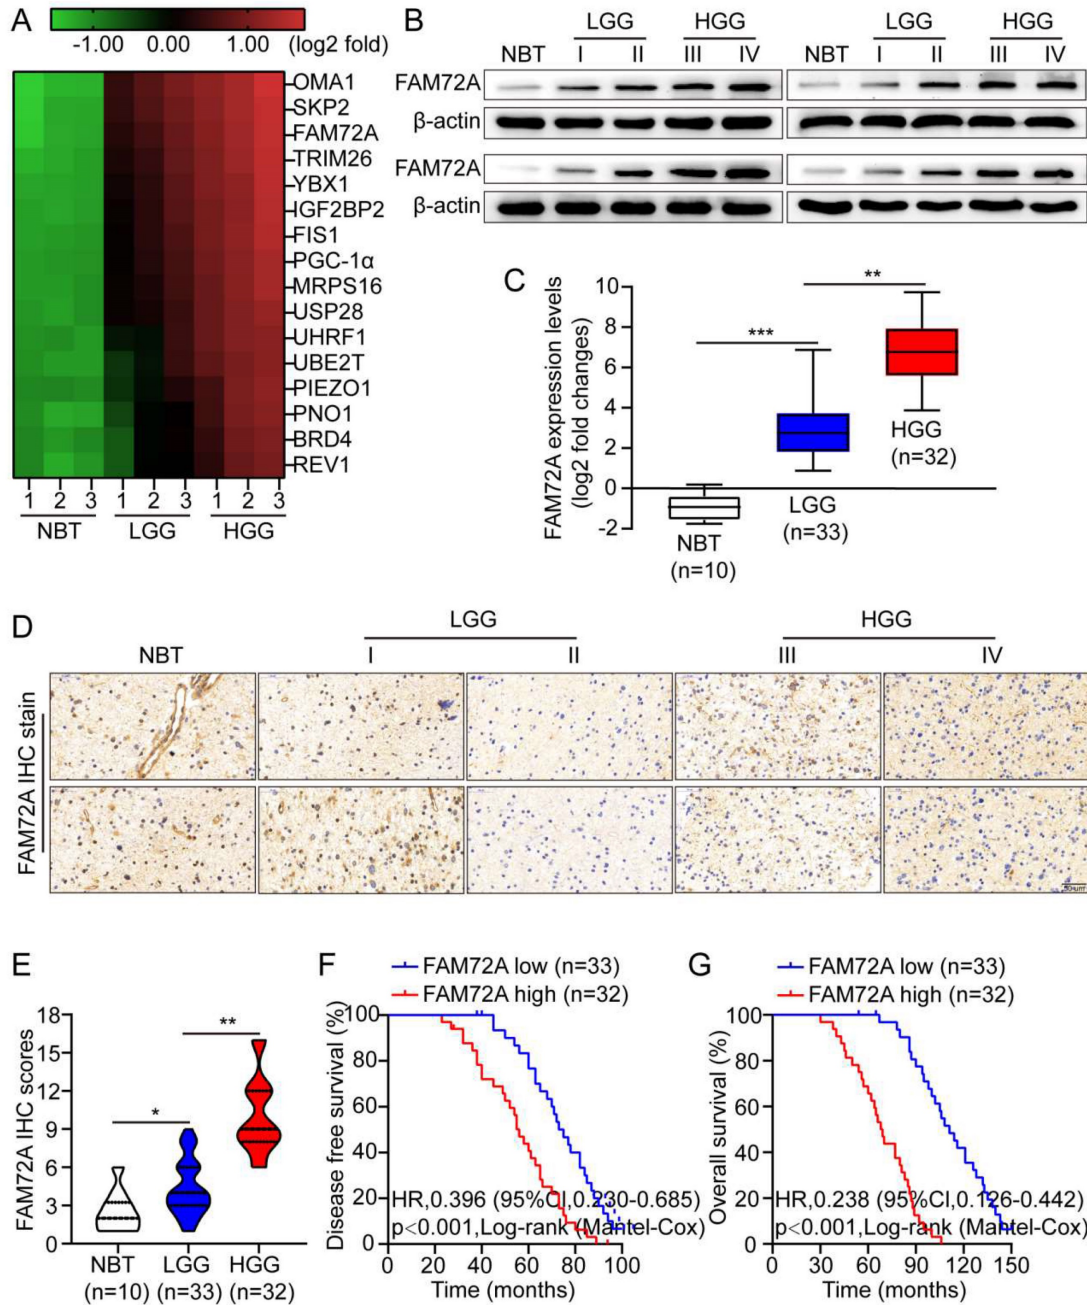 A
-1.00 0.00 1.00 (log2 fold)
OMA1
SKP2
FAM72A
TRIM26
YBX1
IGF2BP2
FIS1
PGC-1α
MRPS16
USP28
UHRF1
UBE2T
PIEZO1
PNO1
BRD4
REV1
1 2 3 1 2 3 1 2 3
NBT LGG HGG
B
LGG HGG LGG HGG
NBT I II III IV NBT I II III IV
FAM72A
β-actin
FAM72A
β-actin
C
FAM72A expression levels
(log2 fold changes)
10
8
6
4
2
0
-2
***
**
NBT
(n=10)
LGG
(n=33)
HGG
(n=32)
D
LGG HGG
NBT I II III IV
FAM72A IHC stain
50um
E
FAM72A IHC scores
18
15
12
9
6
3
0
*
**
NBT LGG HGG
(n=10) (n=33) (n=32)
F
FAM72A low (n=33)
FAM72A high (n=32)
Disease free survival (%)
100
80
60
40
20
0
HR,0.396 (95%CI,0.230-0.685)
p<0.001,Log-rank (Mantel-Cox)
0 20 40 60 80 100
Time (months)
G
FAM72A low (n=33)
FAM72A high (n=32)
Overall survival (%)
100
80
60
40
20
0
HR,0.238 (95%CI,0.126-0.442)
p<0.001,Log-rank (Mantel-Cox)
0 30 60 90 120 150
Time (months)